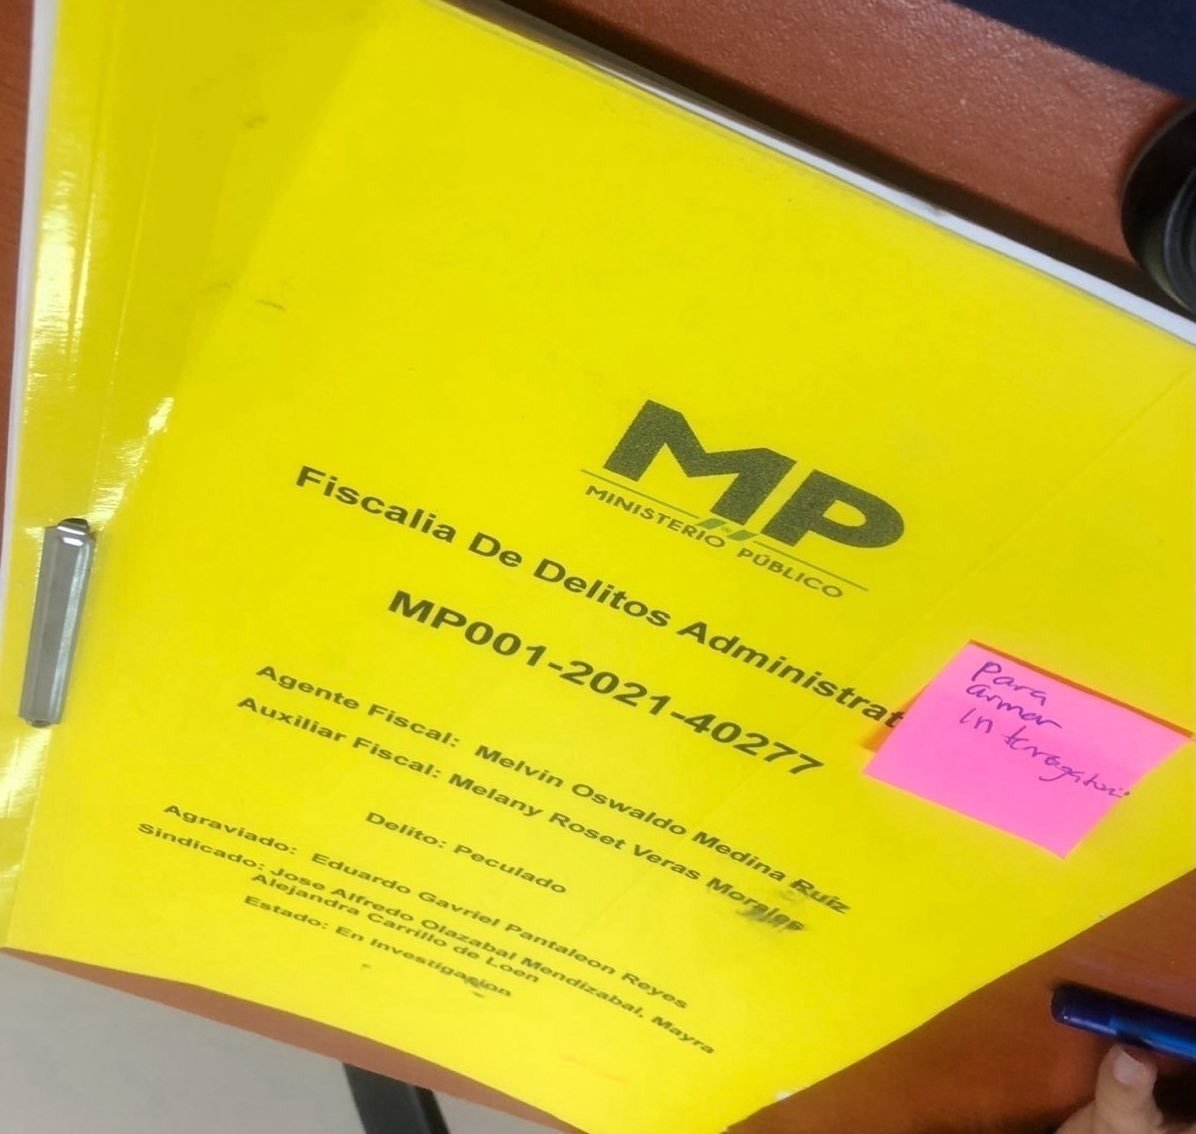 MP
MINISTERIO PÚBLICO
Fiscalia De Delitos Administrat
MP001-2021-40277
Para
armar
interrogatorio
Agente Fiscal: Melvin Oswaldo Medina Ruiz
Auxiliar Fiscal: Melany Roset Veras Morales
Delito: Peculado
Agraviado: Eduardo Gavriel Pantaleon Reyes
Sindicado: Jose Alfredo Olazabal Mendizabal, Mayra
Alejandra Carrillo de Loen
Estado: En Investigacion